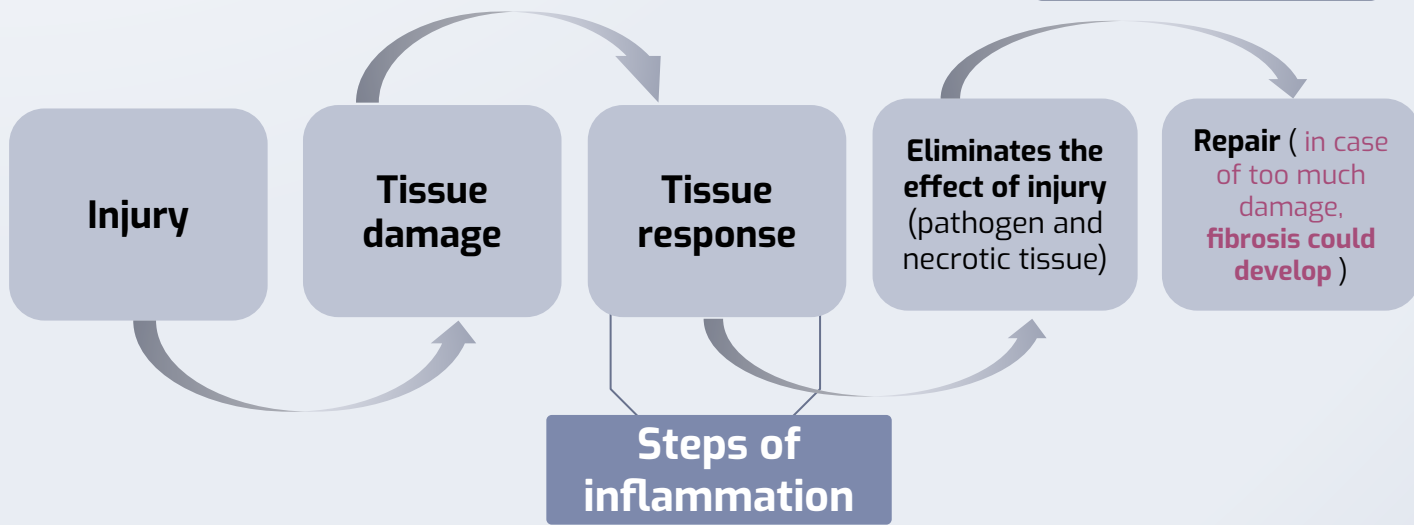 Injury
Tissue
damage
Tissue
response
Eliminates the
effect of injury
(pathogen and
necrotic tissue)
Repair ( in case
of too much
damage,
fibrosis could
develop )
Steps of
inflammation